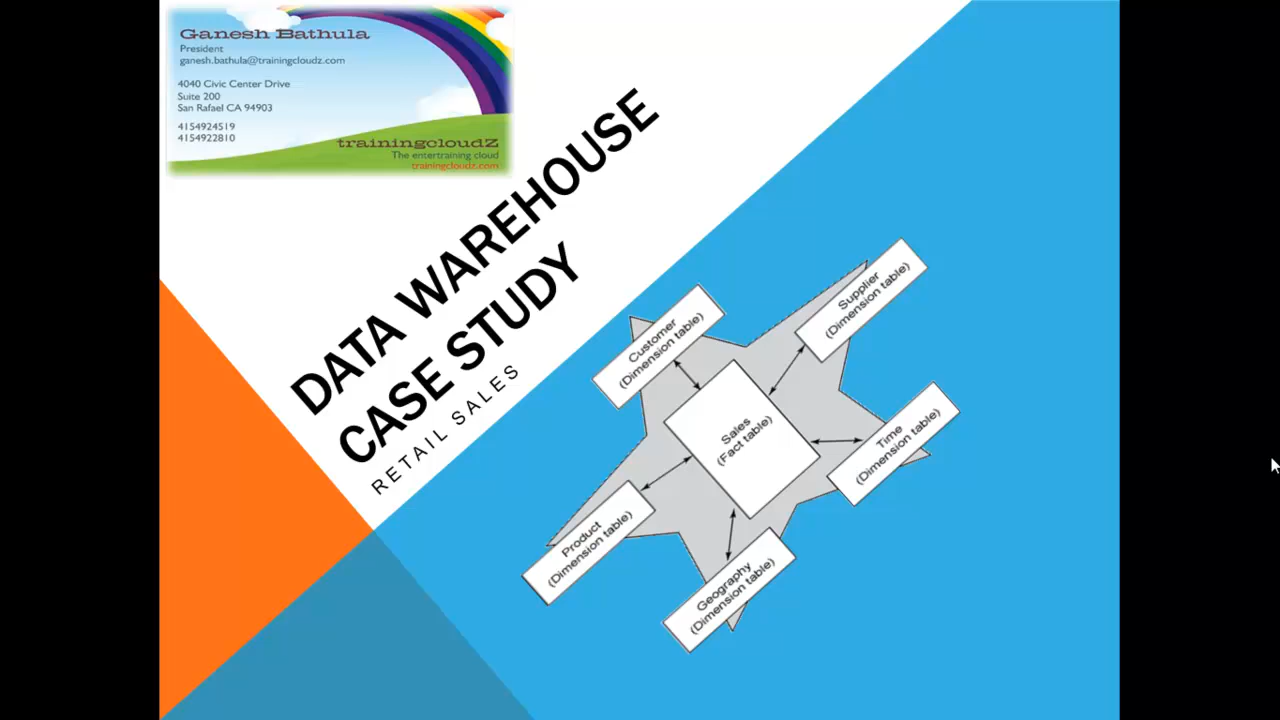 Ganesh Bathula
President
ganesh.bathula@trainingcloudz.com
4040 Civic Center Drive
Suite 200
San Rafael CA 94903
4154924519
4154922810
trainingcloudZ
The entertraining cloud
trainingcloudz.com
DATA WAREHOUSE
CASE STUDY
RETAIL SALES
Customer
(Dimension table)
Supplier
(Dimension table)
Sales
(Fact table)
Time
(Dimension table)
Product
(Dimension table)
Geography
(Dimension table)